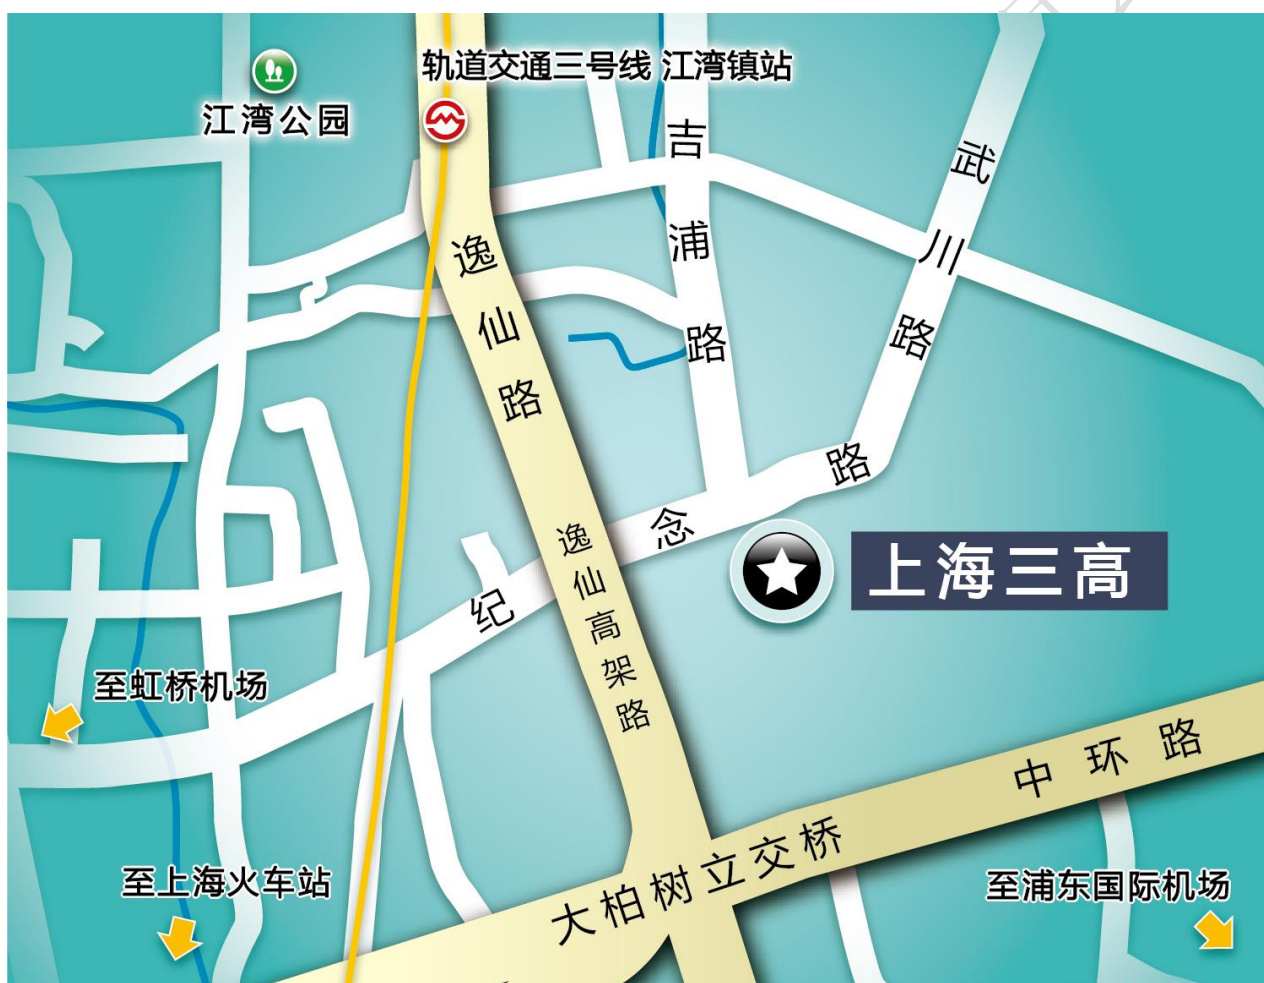 轨道交通三号线 江湾镇站
江湾公园
吉浦路
武川路
逸仙路
纪念路
逸仙高架路
上海三高
至虹桥机场
中环路
大柏树立交桥
至上海火车站
至浦东国际机场